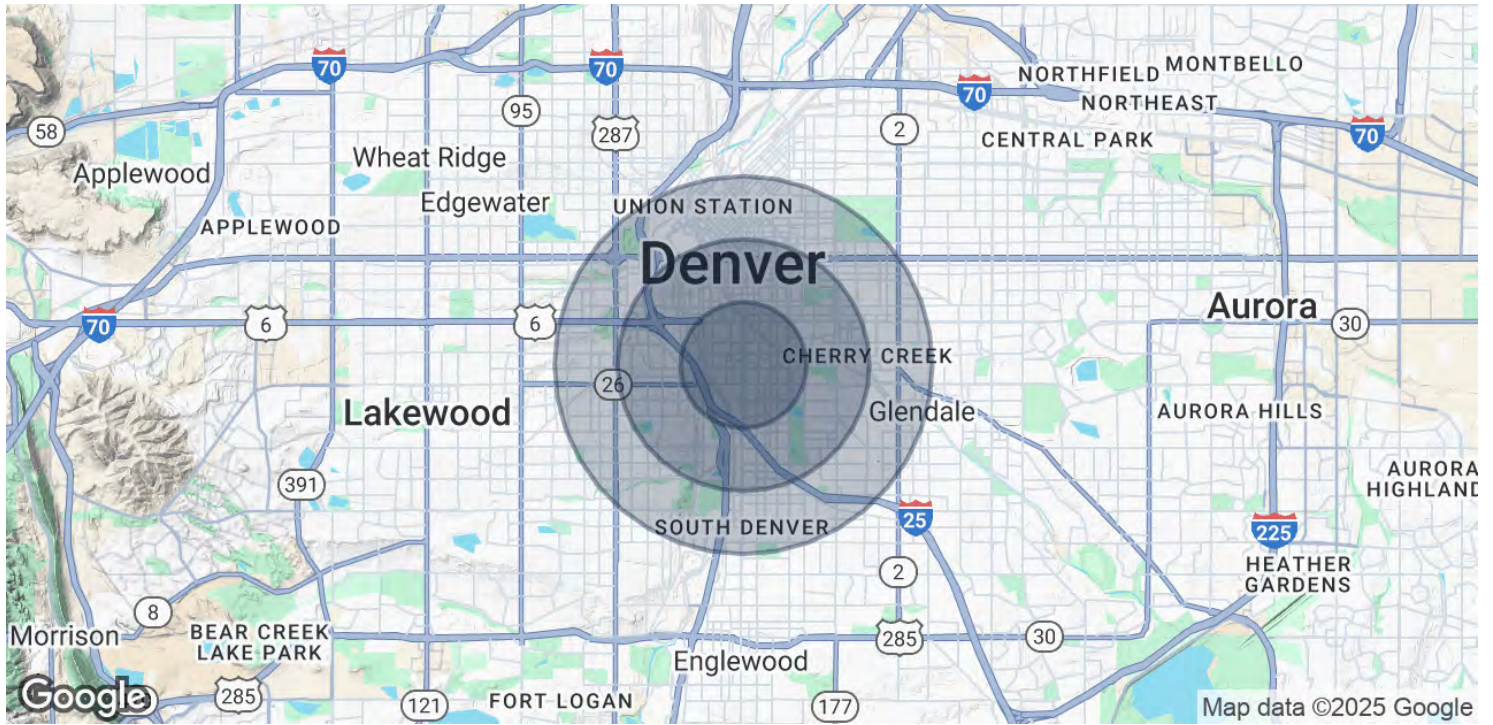 70
70
95
287
58
2
70
NORTHFIELD
MONTBELLO
NORTHEAST
70
CENTRAL PARK
Wheat Ridge
Applewood
Edgewater
UNION STATION
APPLEWOOD
Denver
Aurora
70
6
6
30
CHERRY CREEK
26
Lakewood
Glendale
AURORA HILLS
391
AURORA
HIGHLAND
SOUTH DENVER
25
225
2
HEATHER
GARDENS
8
Morrison
BEAR CREEK
LAKE PARK
285
30
Englewood
Google
285
121
FORT LOGAN
177
Map data ©2025 Google